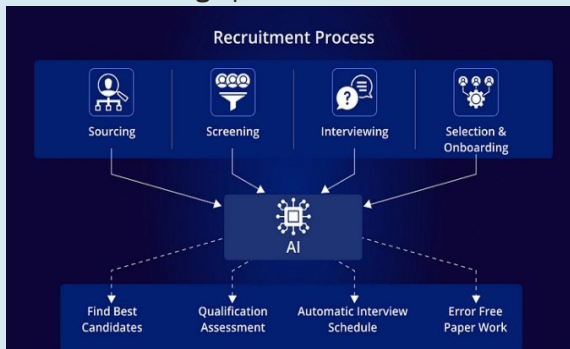 Recruitment Process
Sourcing
Screening
Interviewing
Selection &
Onboarding
AI
Find Best
Candidates
Qualification
Assessment
Automatic Interview
Schedule
Error Free
Paper Work